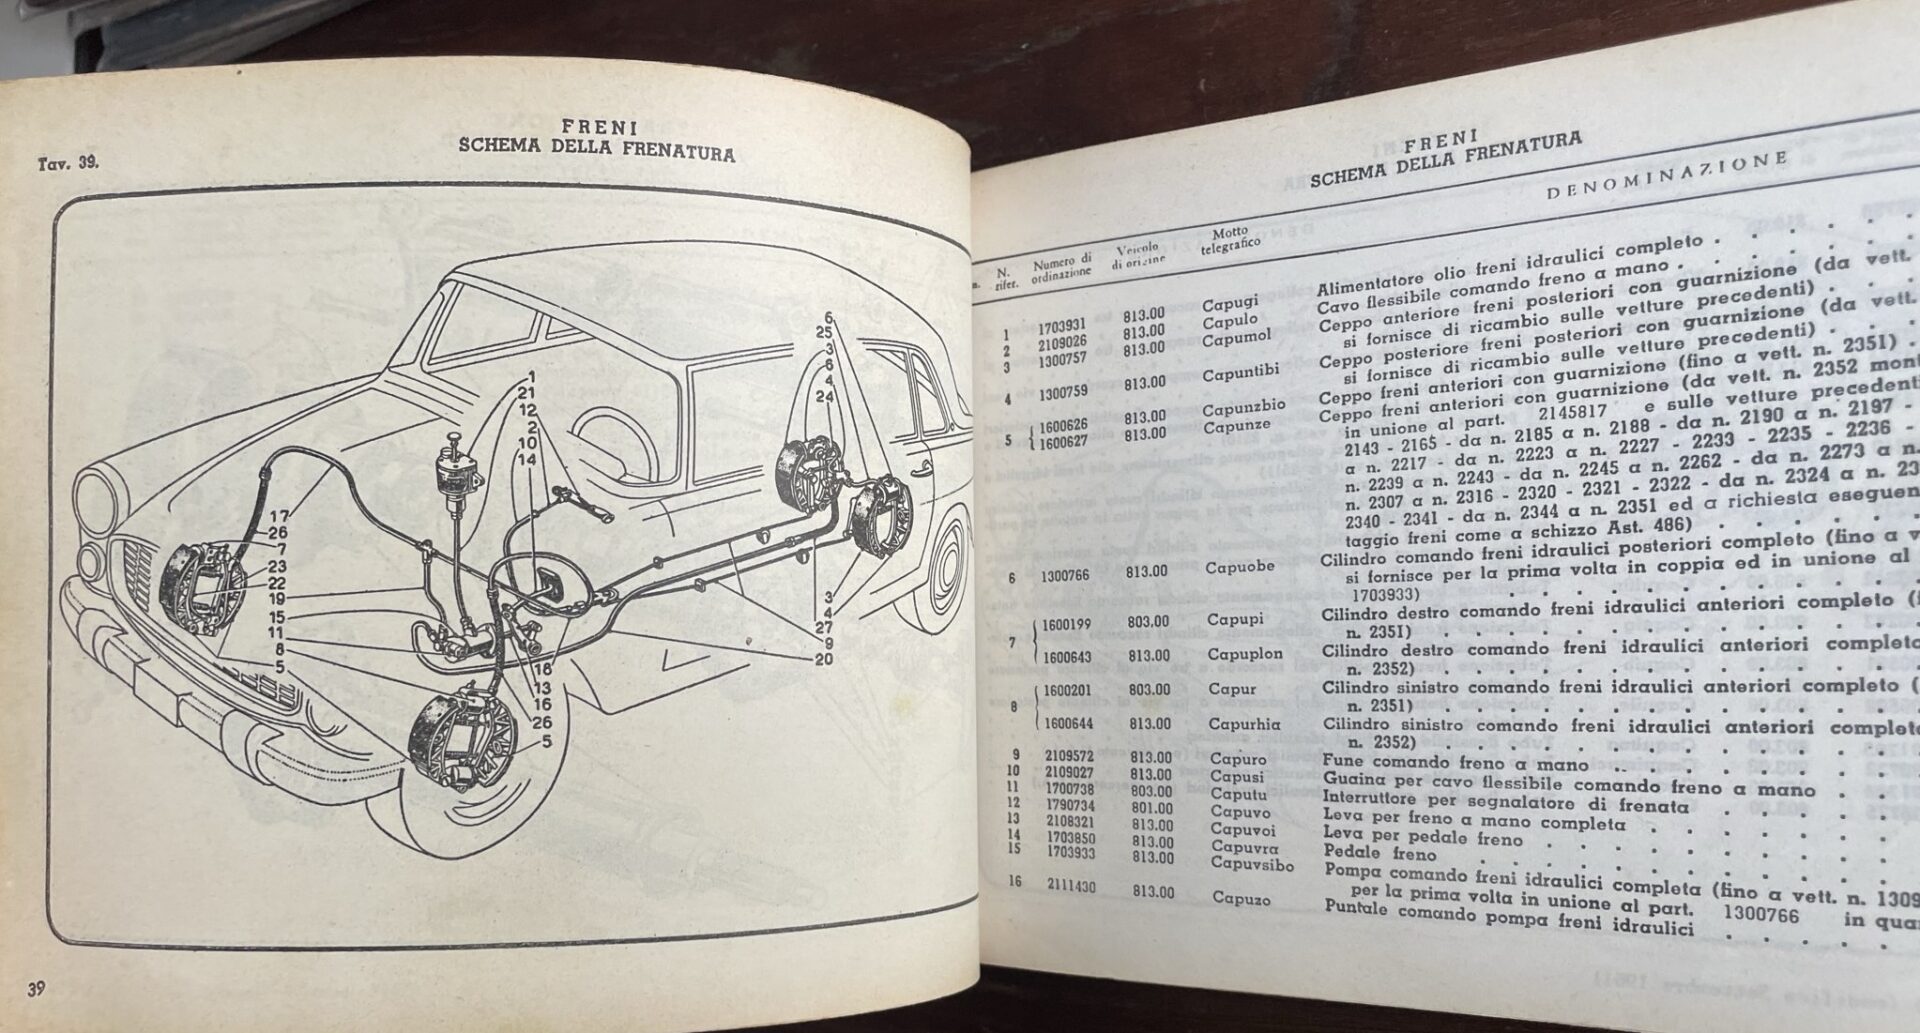 FRENI
SCHEMA DELLA FRENATURA
Tav. 39.
6
25
3
6
4
24
1
21
12
2
10
14
17
26
7
23
22
19
15
11
8
5
3
4
27
9
20
18
13
16
26
5
39
FRENI
SCHEMA DELLA FRENATURA
DENOMINAZIONE
N. rifer.
Numero di ordinazione
Veicolo di origine
Motto telegrafico
1 1703931 813.00 Capugi Alimentatore olio freni idraulici completo . . . . .
2 2109026 813.00 Capulo Cavo flessibile comando freno a mano . . . . .
3 1300757 813.00 Capumol Ceppo anteriore freni posteriori con guarnizione (da vett.
si fornisce di ricambio sulle vetture precedenti) . . .
4 1300759 813.00 Capuntibi Ceppo posteriore freni posteriori con guarnizione (da vett.
si fornisce di ricambio sulle vetture precedenti) . . .
5 { 1600626 813.00 Capunzbio Ceppo freni anteriori con guarnizione (fino a vett. n. 2351) .
1600627 813.00 Capunze Ceppo freni anteriori con guarnizione (da vett. n. 2352
in unione al part. 2145817 e sulle vetture
2143 - 2165 - da n. 2185 a n. 2188 - da n. 2190 a n. 2197 -
a n. 2217 - da n. 2223 a n. 2227 - 2233 - 2235 - 2236 -
n. 2239 a n. 2243 - da n. 2245 a n. 2262 - da n. 2273 a n.
n. 2307 a n. 2316 - 2320 - 2321 - 2322 - da n. 2324 a n.
2340 - 2341 - da n. 2344 a n. 2351 ed a richiesta
taggio freni come a schizzo Ast. 486) . . . . .
6 1300766 813.00 Capuobe Cilindro comando freni idraulici posteriori completo (fino a
si fornisce per la prima volta in coppia ed in unione al
1703933) . . . . . . . . .
7 { 1600199 803.00 Capupi Cilindro destro comando freni idraulici anteriori completo
n. 2351) . . . . . . . . .
1600643 813.00 Capuplon Cilindro destro comando freni idraulici anteriori
n. 2352) . . . . . . . . .
8 { 1600201 803.00 Capur Cilindro sinistro comando freni idraulici anteriori completo (
n. 2351) . . . . . . . . .
1600644 813.00 Capurhia Cilindro sinistro comando freni idraulici anteriori
n. 2352) . . . . . . . . .
9 2109572 813.00 Capuro Fune comando freno a mano . . . . . . .
10 2109027 813.00 Capusi Guaina per cavo flessibile comando freno a mano . .
11 1700738 803.00 Caputu Interruttore per segnalatore di frenata . . . . .
12 1790734 801.00 Capuvo Leva per freno a mano completa . . . . . .
13 2108321 813.00 Capuvoi Leva per pedale freno . . . . . . . .
14 1703850 813.00 Capuvra Pedale freno . . . . . . . . .
15 1703933 813.00 Capuvsibo Pompa comando freni idraulici completa (fino a vett. n. 1309
per la prima volta in unione al part. 1300766 in
16 2111430 813.00 Capuzo Puntale comando pompa freni idraulici . . . . .